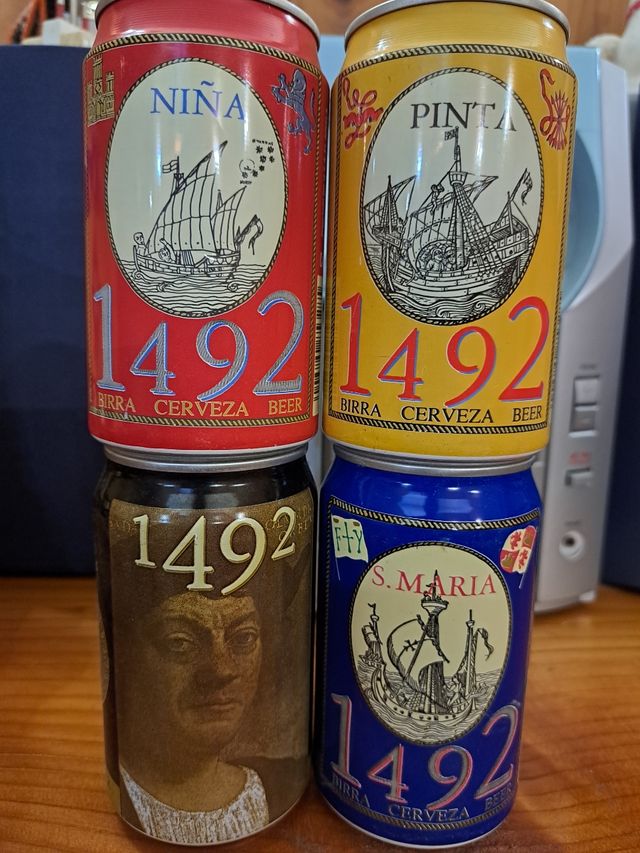 NIÑA
1492
BIRRA CERVEZA BEER
PINTA
1492
BIRRA CERVEZA BEER
1492
F+Y
S. MARIA
1492
BIRRA CERVEZA BEER